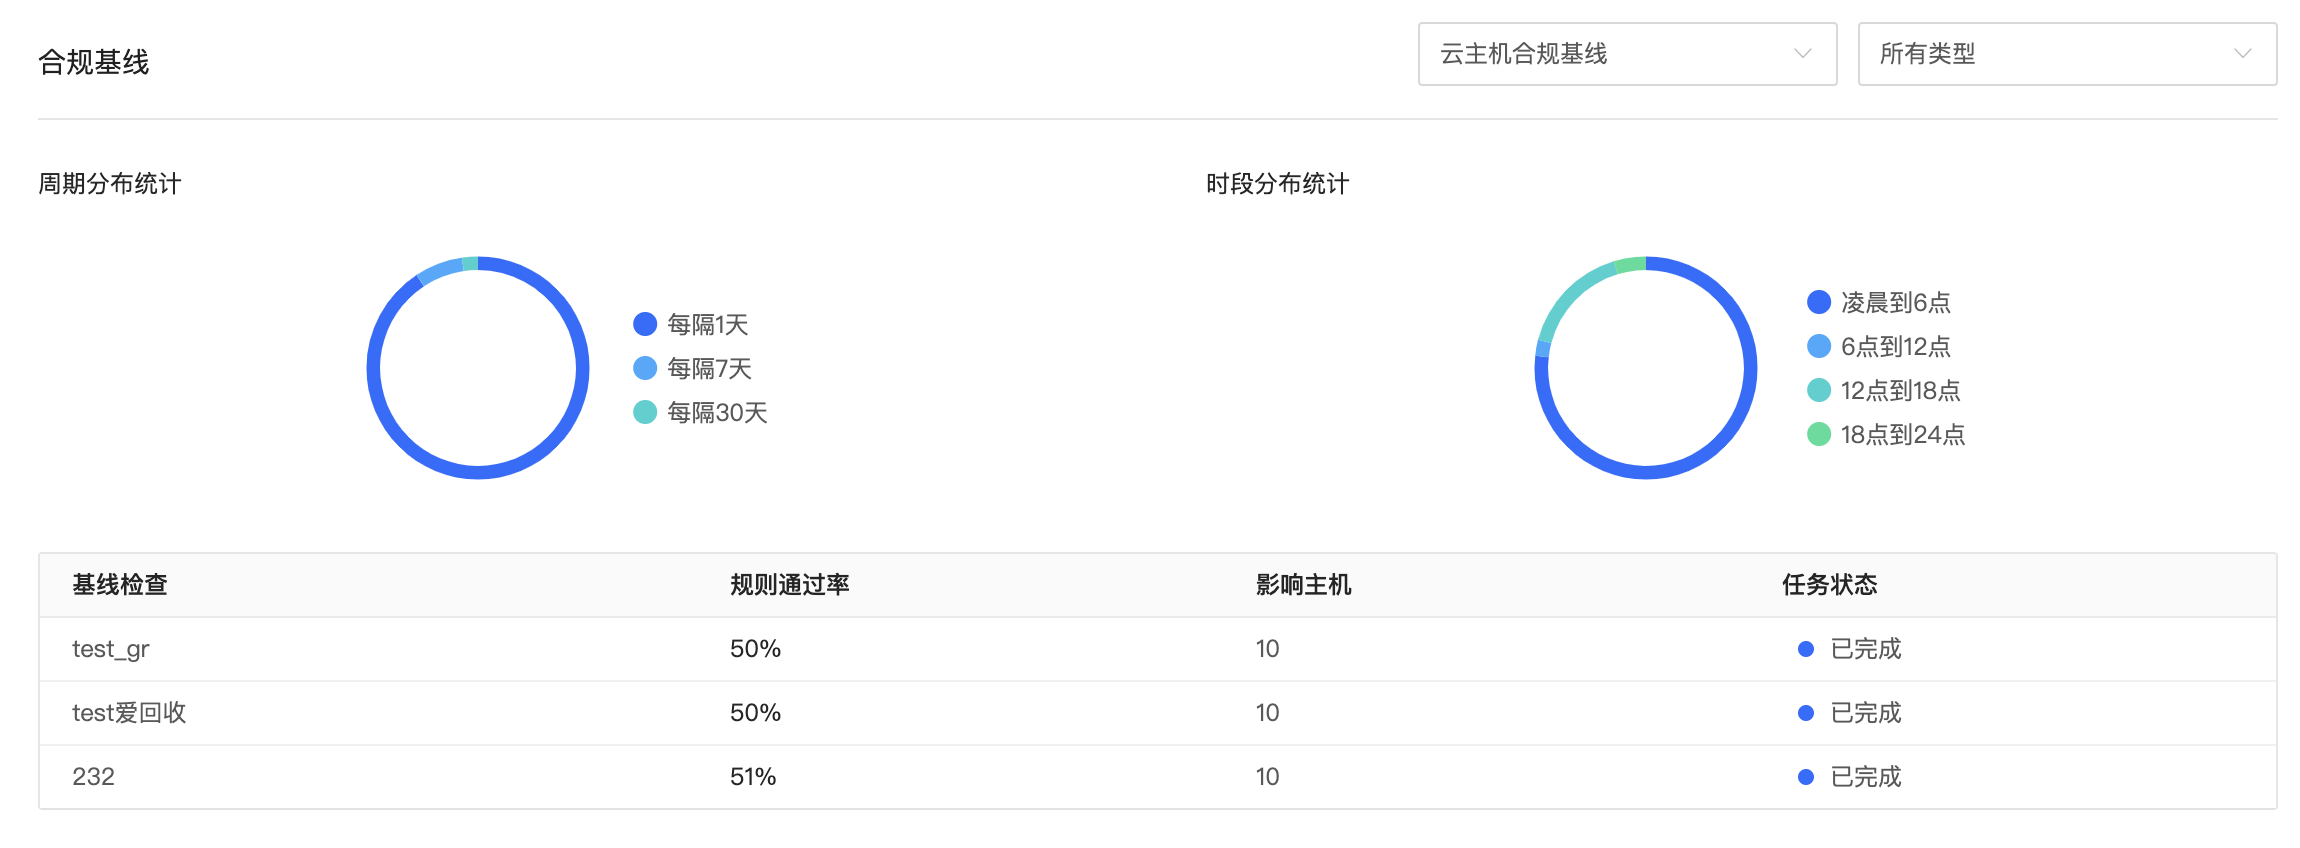 合规基线
云主机合规基线
所有类型
周期分布统计
每隔1天
每隔7天
每隔30天
时段分布统计
凌晨到6点
6点到12点
12点到18点
18点到24点
基线检查 规则通过率 影响主机 任务状态
test_gr 50% 10 已完成
test爱回收 50% 10 已完成
232 51% 10 已完成